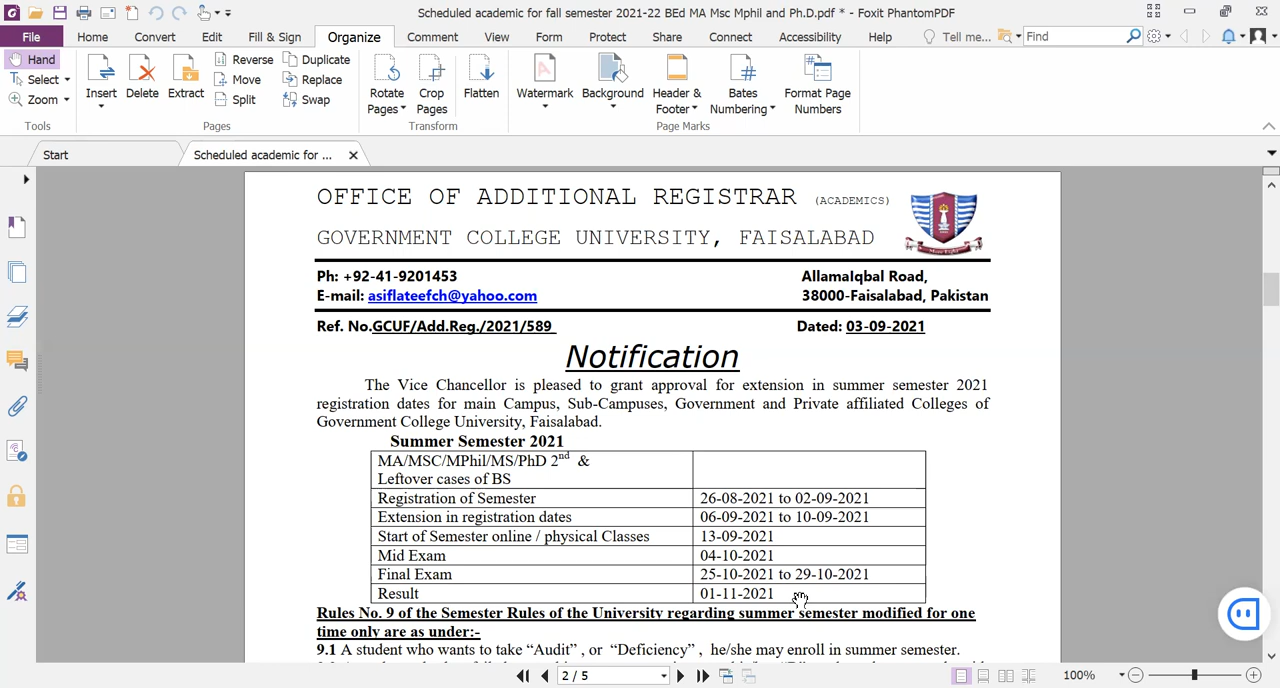 Scheduled academic for fall semester 2021-22 BEd MA Msc Mphil and Ph.D.pdf * - Foxit PhantomPDF
File Home Convert Edit Fill & Sign Organize Comment View Form Protect Share Connect Accessibility Help Tell me... Find
Hand
Select
Zoom
Tools
Insert Delete Extract
Reverse Duplicate
Move Replace
Split Swap
Pages
Rotate Pages
Crop Pages
Flatten
Transform
Watermark Background
Header & Footer
Bates Numbering
Format Page Numbers
Page Marks
Start Scheduled academic for ...
OFFICE OF ADDITIONAL REGISTRAR (ACADEMICS)
GOVERNMENT COLLEGE UNIVERSITY, FAISALABAD
Ph: +92-41-9201453 AllamaIqbal Road,
E-mail: asiflateefch@yahoo.com 38000-Faisalabad, Pakistan
Ref. No.GCUF/Add.Reg./2021/589 Dated: 03-09-2021
Notification
The Vice Chancellor is pleased to grant approval for extension in summer semester 2021
registration dates for main Campus, Sub-Campuses, Government and Private affiliated Colleges of
Government College University, Faisalabad.
Summer Semester 2021
MA/MSC/MPhil/MS/PhD 2nd &
Leftover cases of BS
Registration of Semester 26-08-2021 to 02-09-2021
Extension in registration dates 06-09-2021 to 10-09-2021
Start of Semester online / physical Classes 13-09-2021
Mid Exam 04-10-2021
Final Exam 25-10-2021 to 29-10-2021
Result 01-11-2021
Rules No. 9 of the Semester Rules of the University regarding summer semester modified for one
time only are as under:-
9.1 A student who wants to take “Audit” , or “Deficiency” , he/she may enroll in summer semester.
2 / 5 100%